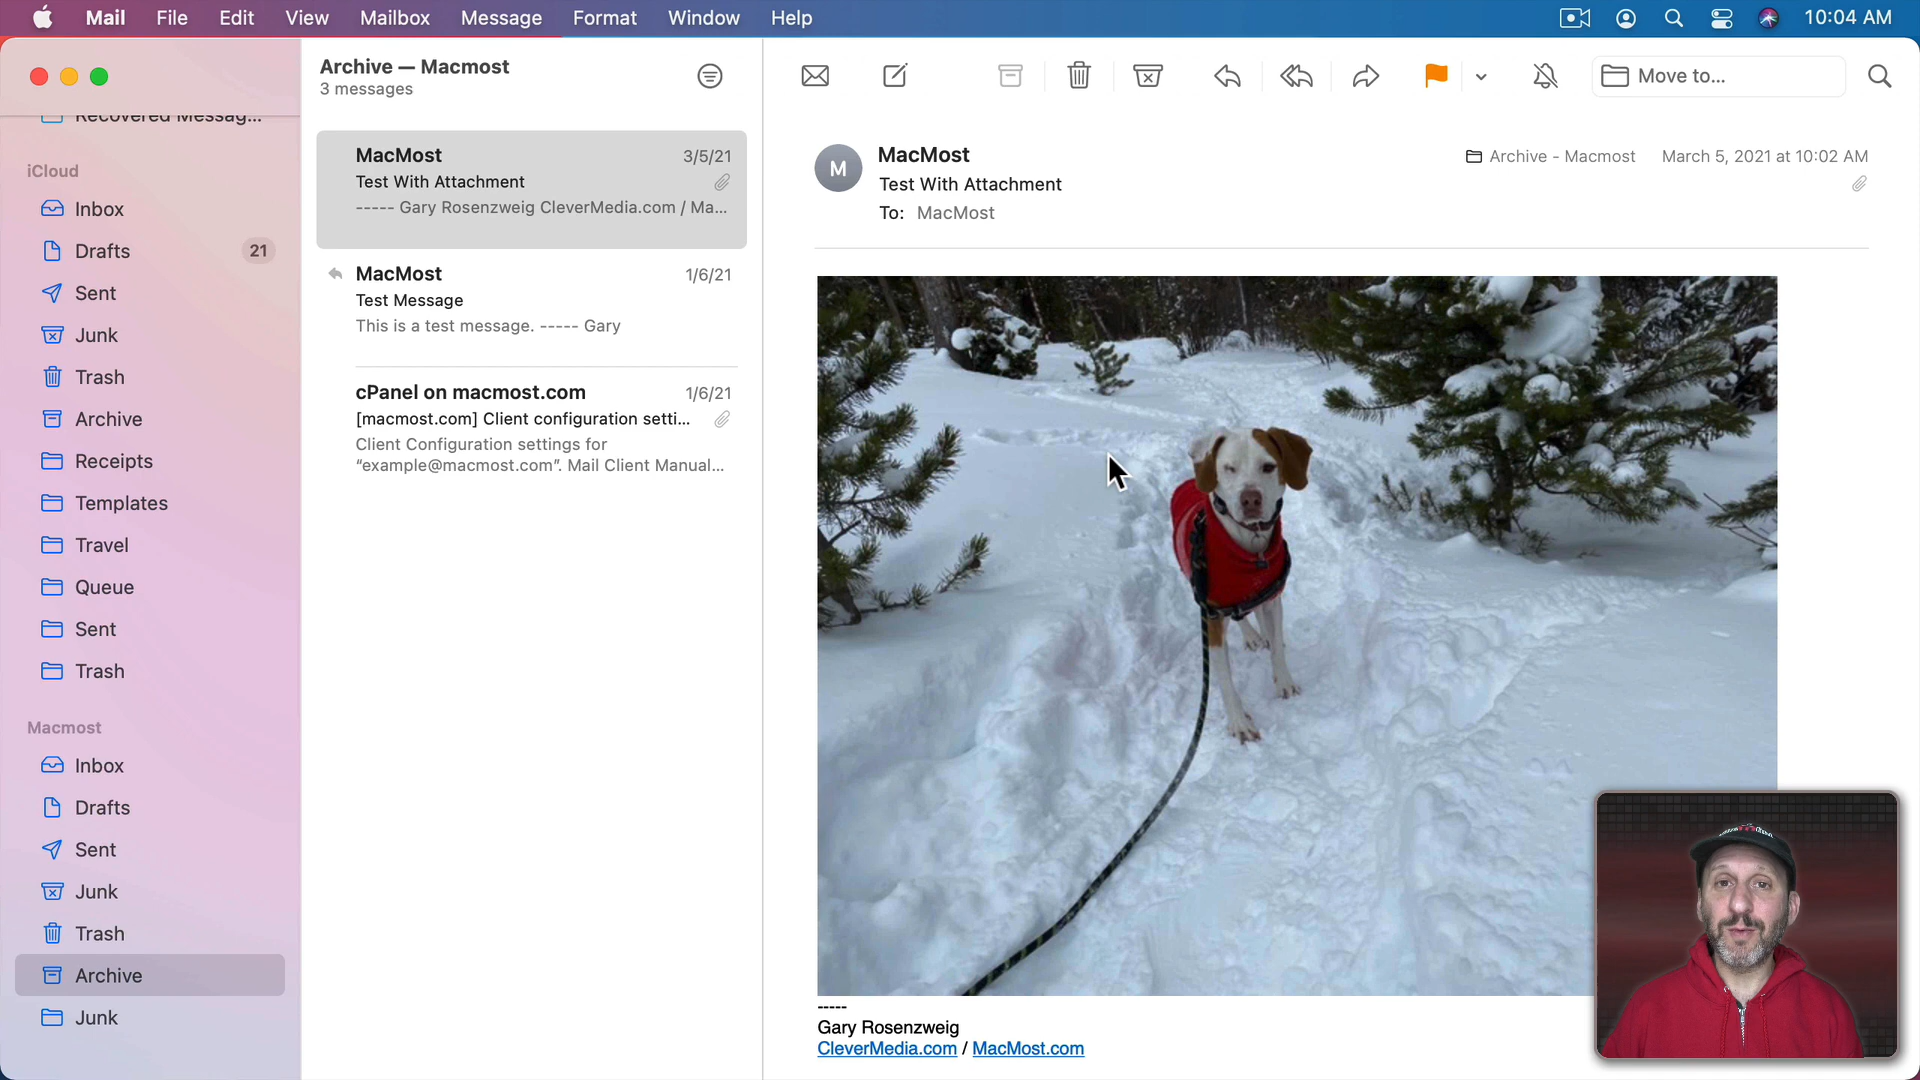 Mail File Edit View Mailbox Message Format Window Help 10:04 AM
Archive — Macmost
3 messages
Move to...
Recovered Messag...
iCloud
Inbox
Drafts 21
Sent
Junk
Trash
Archive
Receipts
Templates
Travel
Queue
Sent
Trash
Macmost
Inbox
Drafts
Sent
Junk
Trash
Archive
Junk
MacMost 3/5/21
Test With Attachment
----- Gary Rosenzweig CleverMedia.com / Ma...
MacMost 1/6/21
Test Message
This is a test message. ----- Gary
cPanel on macmost.com 1/6/21
[macmost.com] Client configuration setti...
Client Configuration settings for
“example@macmost.com”. Mail Client Manual...
M
MacMost Archive - Macmost March 5, 2021 at 10:02 AM
Test With Attachment
To: MacMost
-----
Gary Rosenzweig
CleverMedia.com / MacMost.com